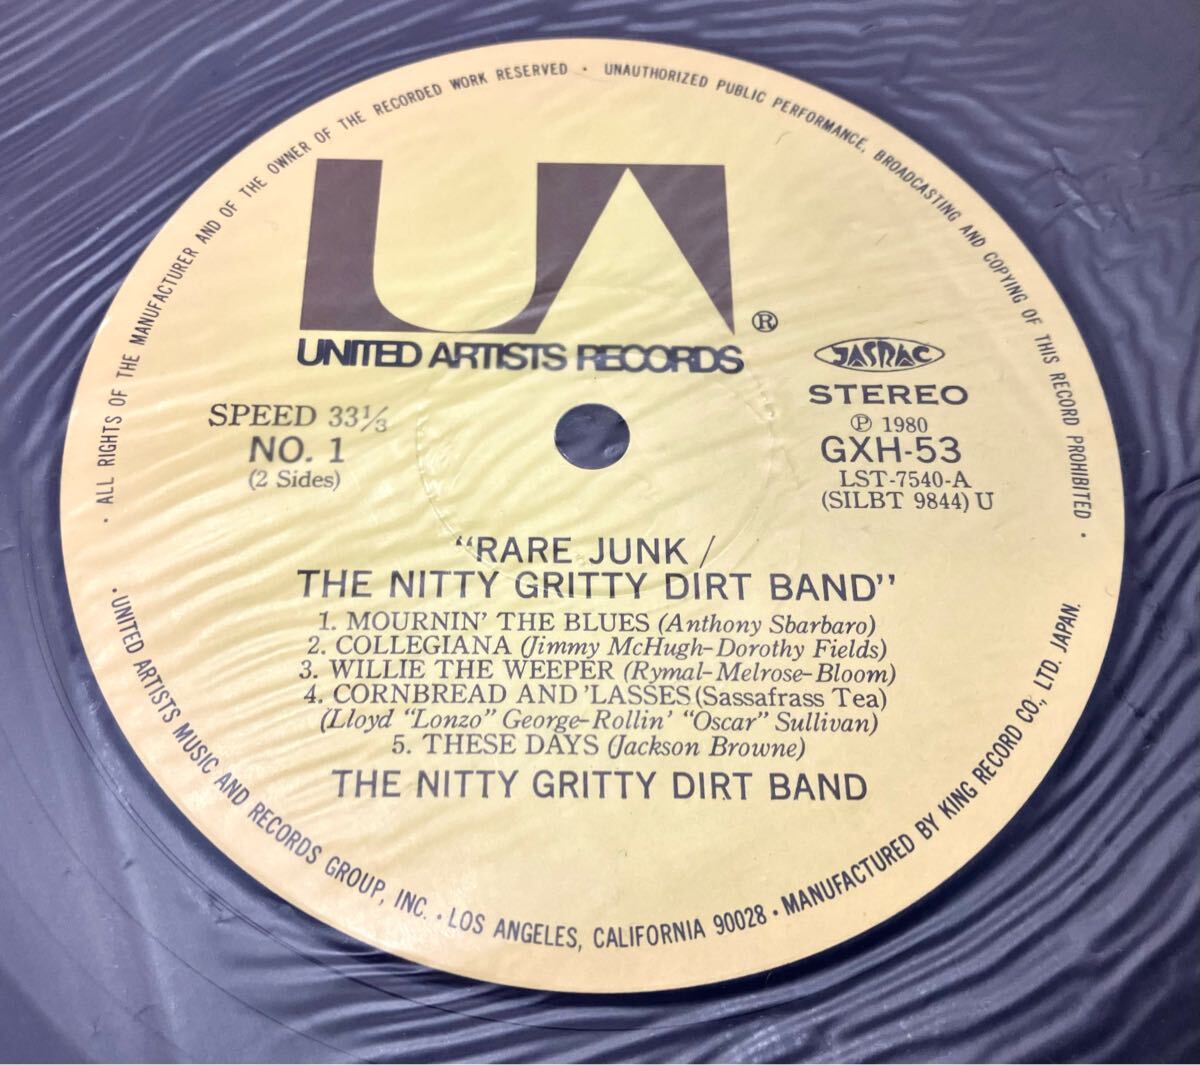 · ALL RIGHTS OF THE MANUFACTURER AND OF THE OWNER OF THE RECORDED WORK RESERVED · UNAUTHORIZED PUBLIC PERFORMANCE, BROADCASTING AND COPYING OF THIS RECORD PROHIBITED ·
UA
®
UNITED ARTISTS RECORDS
JASRAC
SPEED 33⅓
STEREO
NO. 1
℗ 1980
(2 Sides)
GXH-53
LST-7540-A
(SILBT 9844) U
"RARE JUNK /
THE NITTY GRITTY DIRT BAND"
1. MOURNIN' THE BLUES (Anthony Sbarbaro)
2. COLLEGIANA (Jimmy McHugh-Dorothy Fields)
3. WILLIE THE WEEPER (Rymal-Melrose-Bloom)
4. CORNBREAD AND 'LASSES (Sassafrass Tea)
(Lloyd "Lonzo" George-Rollin' "Oscar" Sullivan)
5. THESE DAYS (Jackson Browne)
THE NITTY GRITTY DIRT BAND
UNITED ARTISTS MUSIC AND RECORDS GROUP, INC. · LOS ANGELES, CALIFORNIA 90028 · MANUFACTURED BY KING RECORD CO., LTD. JAPAN.